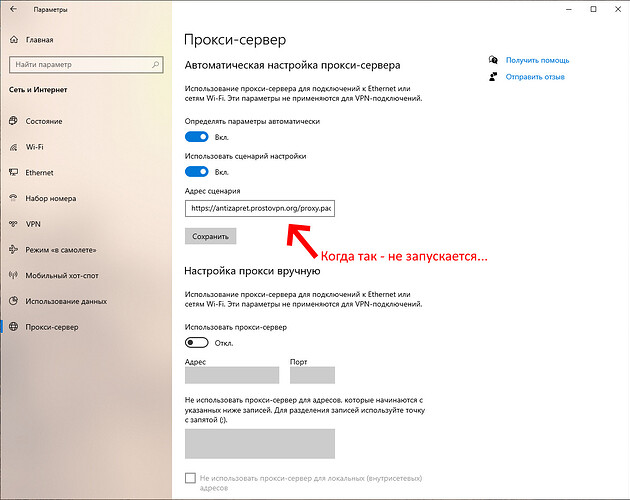 Параметры
Прокси-сервер
Главная
Автоматическая настройка прокси-сервера
Получить помощь
Найти параметр
Отправить отзыв
Сеть и Интернет
Использование прокси-сервера для подключений к Ethernet или
сетям Wi-Fi. Эти параметры не применяются для VPN-подключений.
Состояние
Определять параметры автоматически
Вкл.
Wi-Fi
Использовать сценарий настройки
Вкл.
Ethernet
Адрес сценария
Набор номера
https://antizapret.prostovpn.org/proxy.pac
VPN
Сохранить
Режим «в самолете»
Когда так - не запускается...
Мобильный хот-спот
Настройка прокси вручную
Использование данных
Использование прокси-сервера для подключений к Ethernet или
сетям Wi-Fi. Эти параметры не применяются для VPN-подключений.
Прокси-сервер
Использовать прокси-сервер
Откл.
Адрес
Порт
Не использовать прокси-сервер для адресов, которые начинаются с
указанных ниже записей. Для разделения записей используйте точку
с запятой (;).
Не использовать прокси-сервер для локальных (внутрисетевых)
адресов